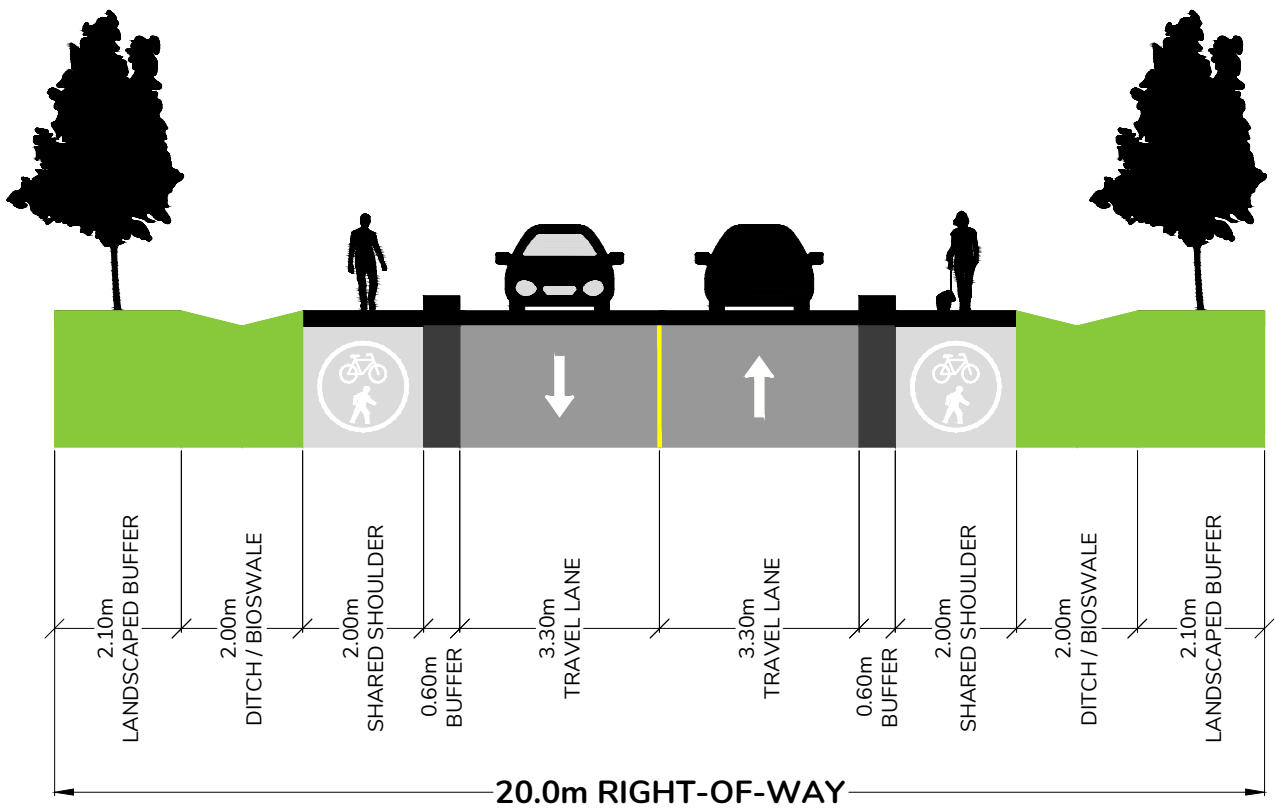 2.10m
LANDSCAPED BUFFER
2.00m
DITCH / BIOSWALE
2.00m
SHARED SHOULDER
0.60m
BUFFER
3.30m
TRAVEL LANE
3.30m
TRAVEL LANE
0.60m
BUFFER
2.00m
SHARED SHOULDER
2.00m
DITCH / BIOSWALE
2.10m
LANDSCAPED BUFFER
20.0m RIGHT-OF-WAY